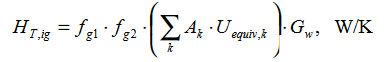 H_{T,ig} = f_{g1} · f_{g2} · ( ∑_k A_k · U_{equiv,k} ) · G_w, W/K